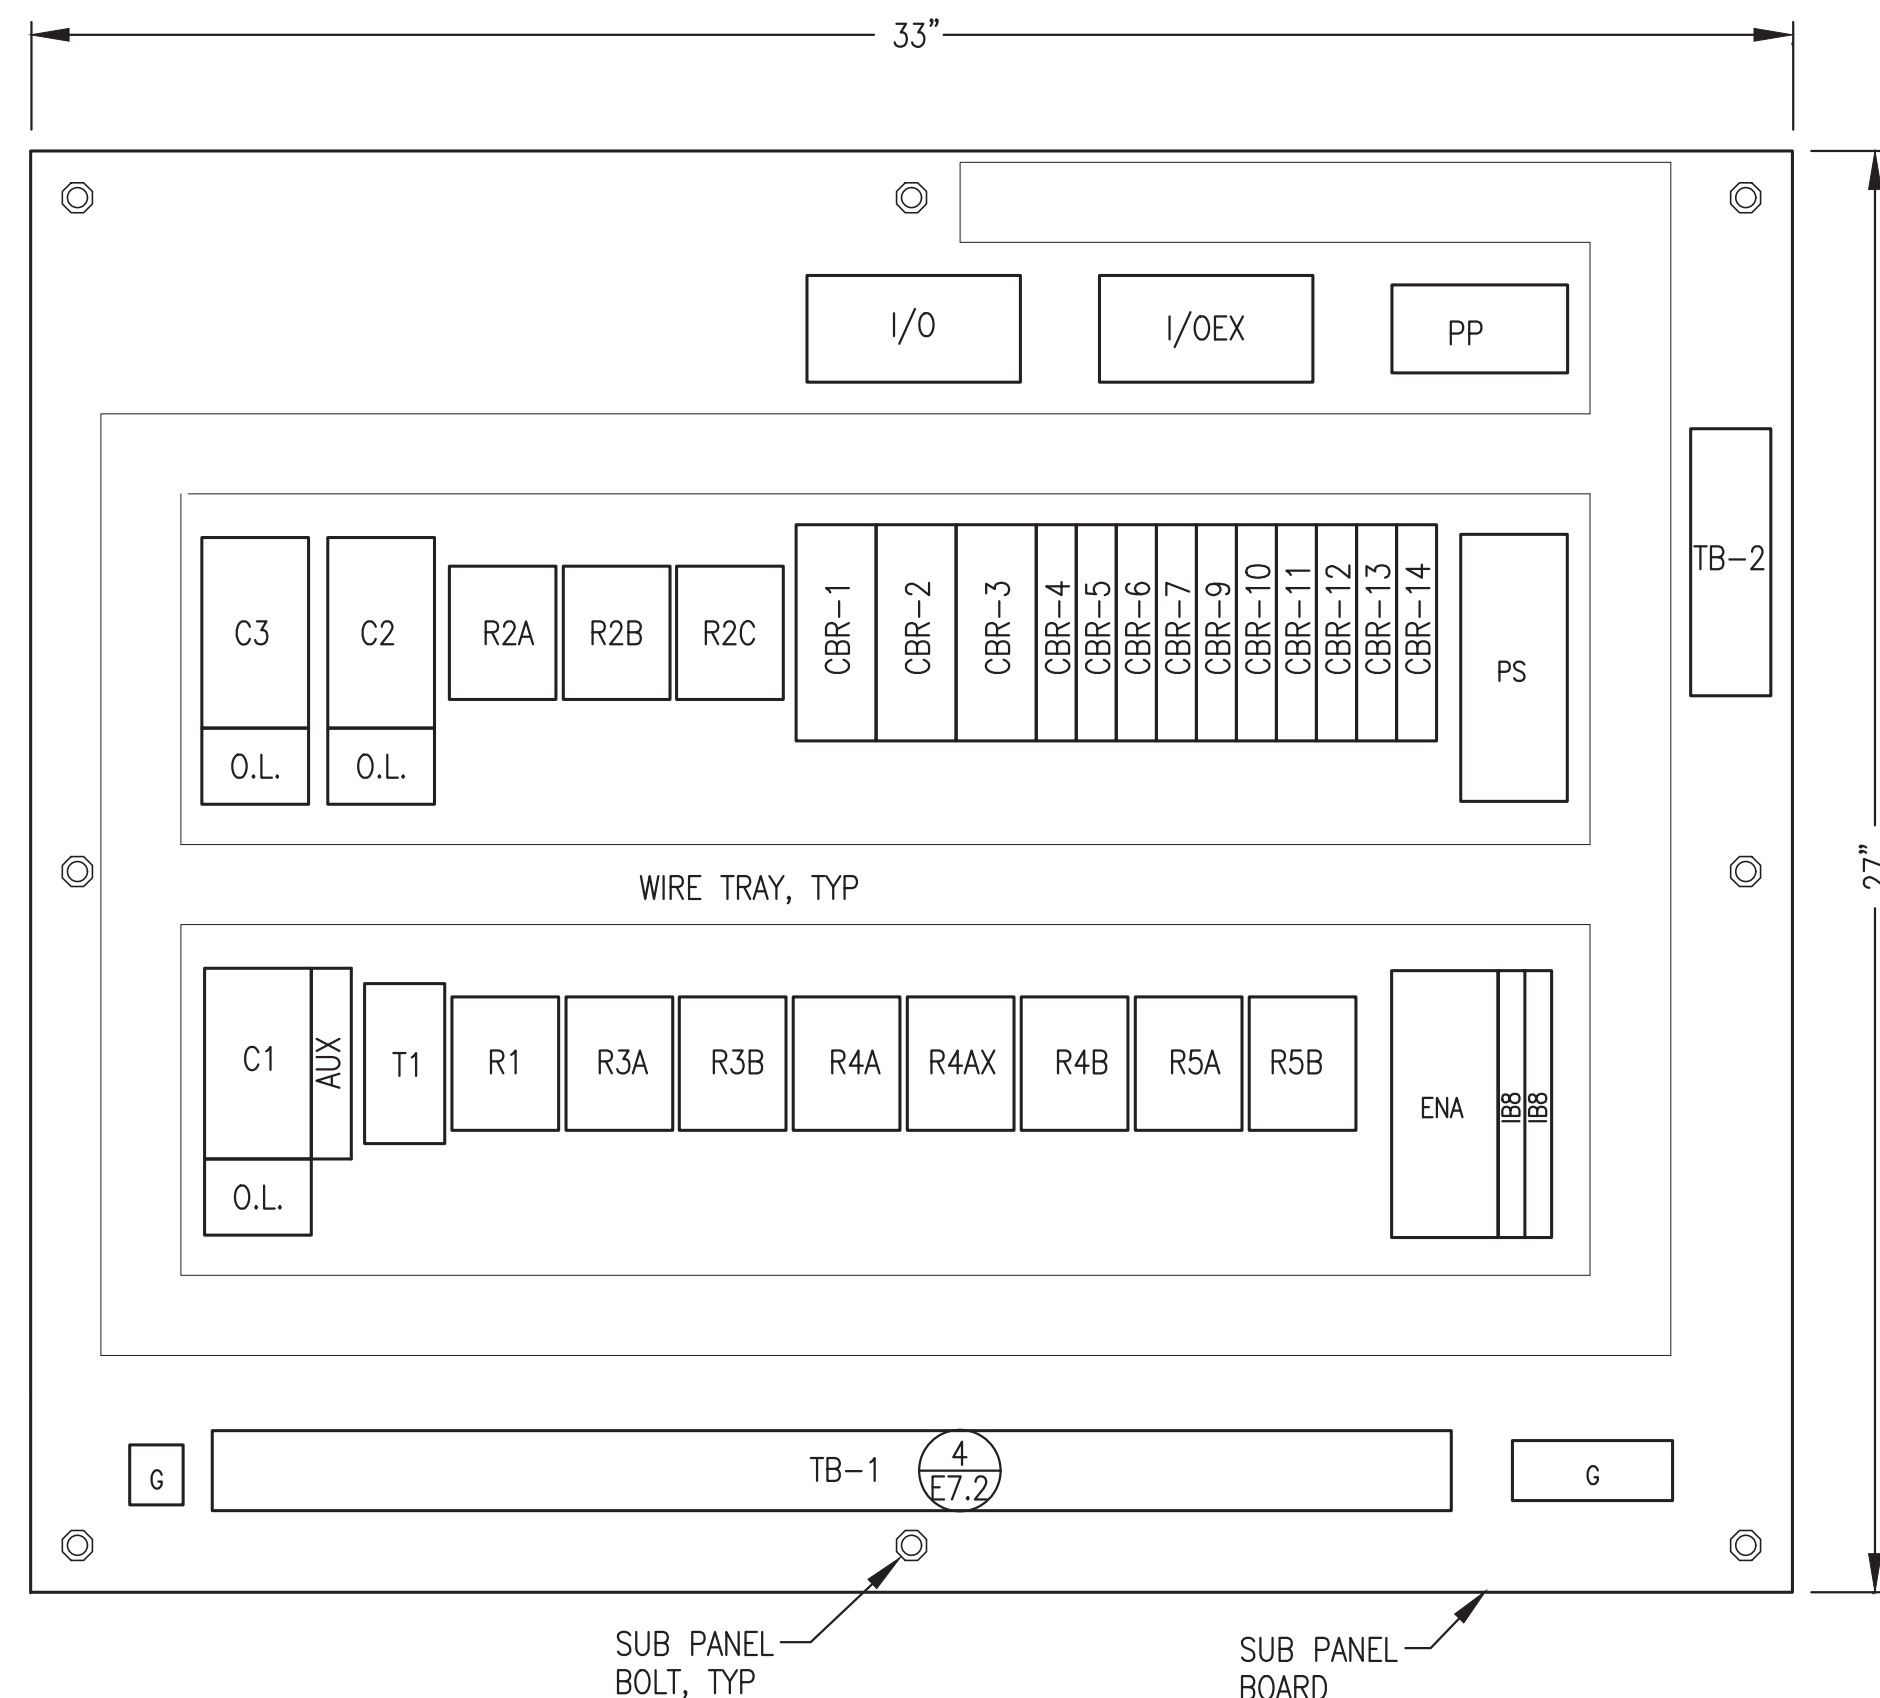 33"
I/O
I/OEX
PP
TB-2
C3
C2
R2A
R2B
R2C
CBR-1
CBR-2
CBR-3
CBR-4
CBR-5
CBR-6
CBR-7
CBR-9
CBR-10
CBR-11
CBR-12
CBR-13
CBR-14
PS
O.L.
O.L.
27"
WIRE TRAY, TYP
C1
AUX
T1
R1
R3A
R3B
R4A
R4AX
R4B
R5A
R5B
ENA
IB8
IB8
O.L.
G
TB-1
4
E7.2
G
SUB PANEL
BOLT, TYP
SUB PANEL
BOARD